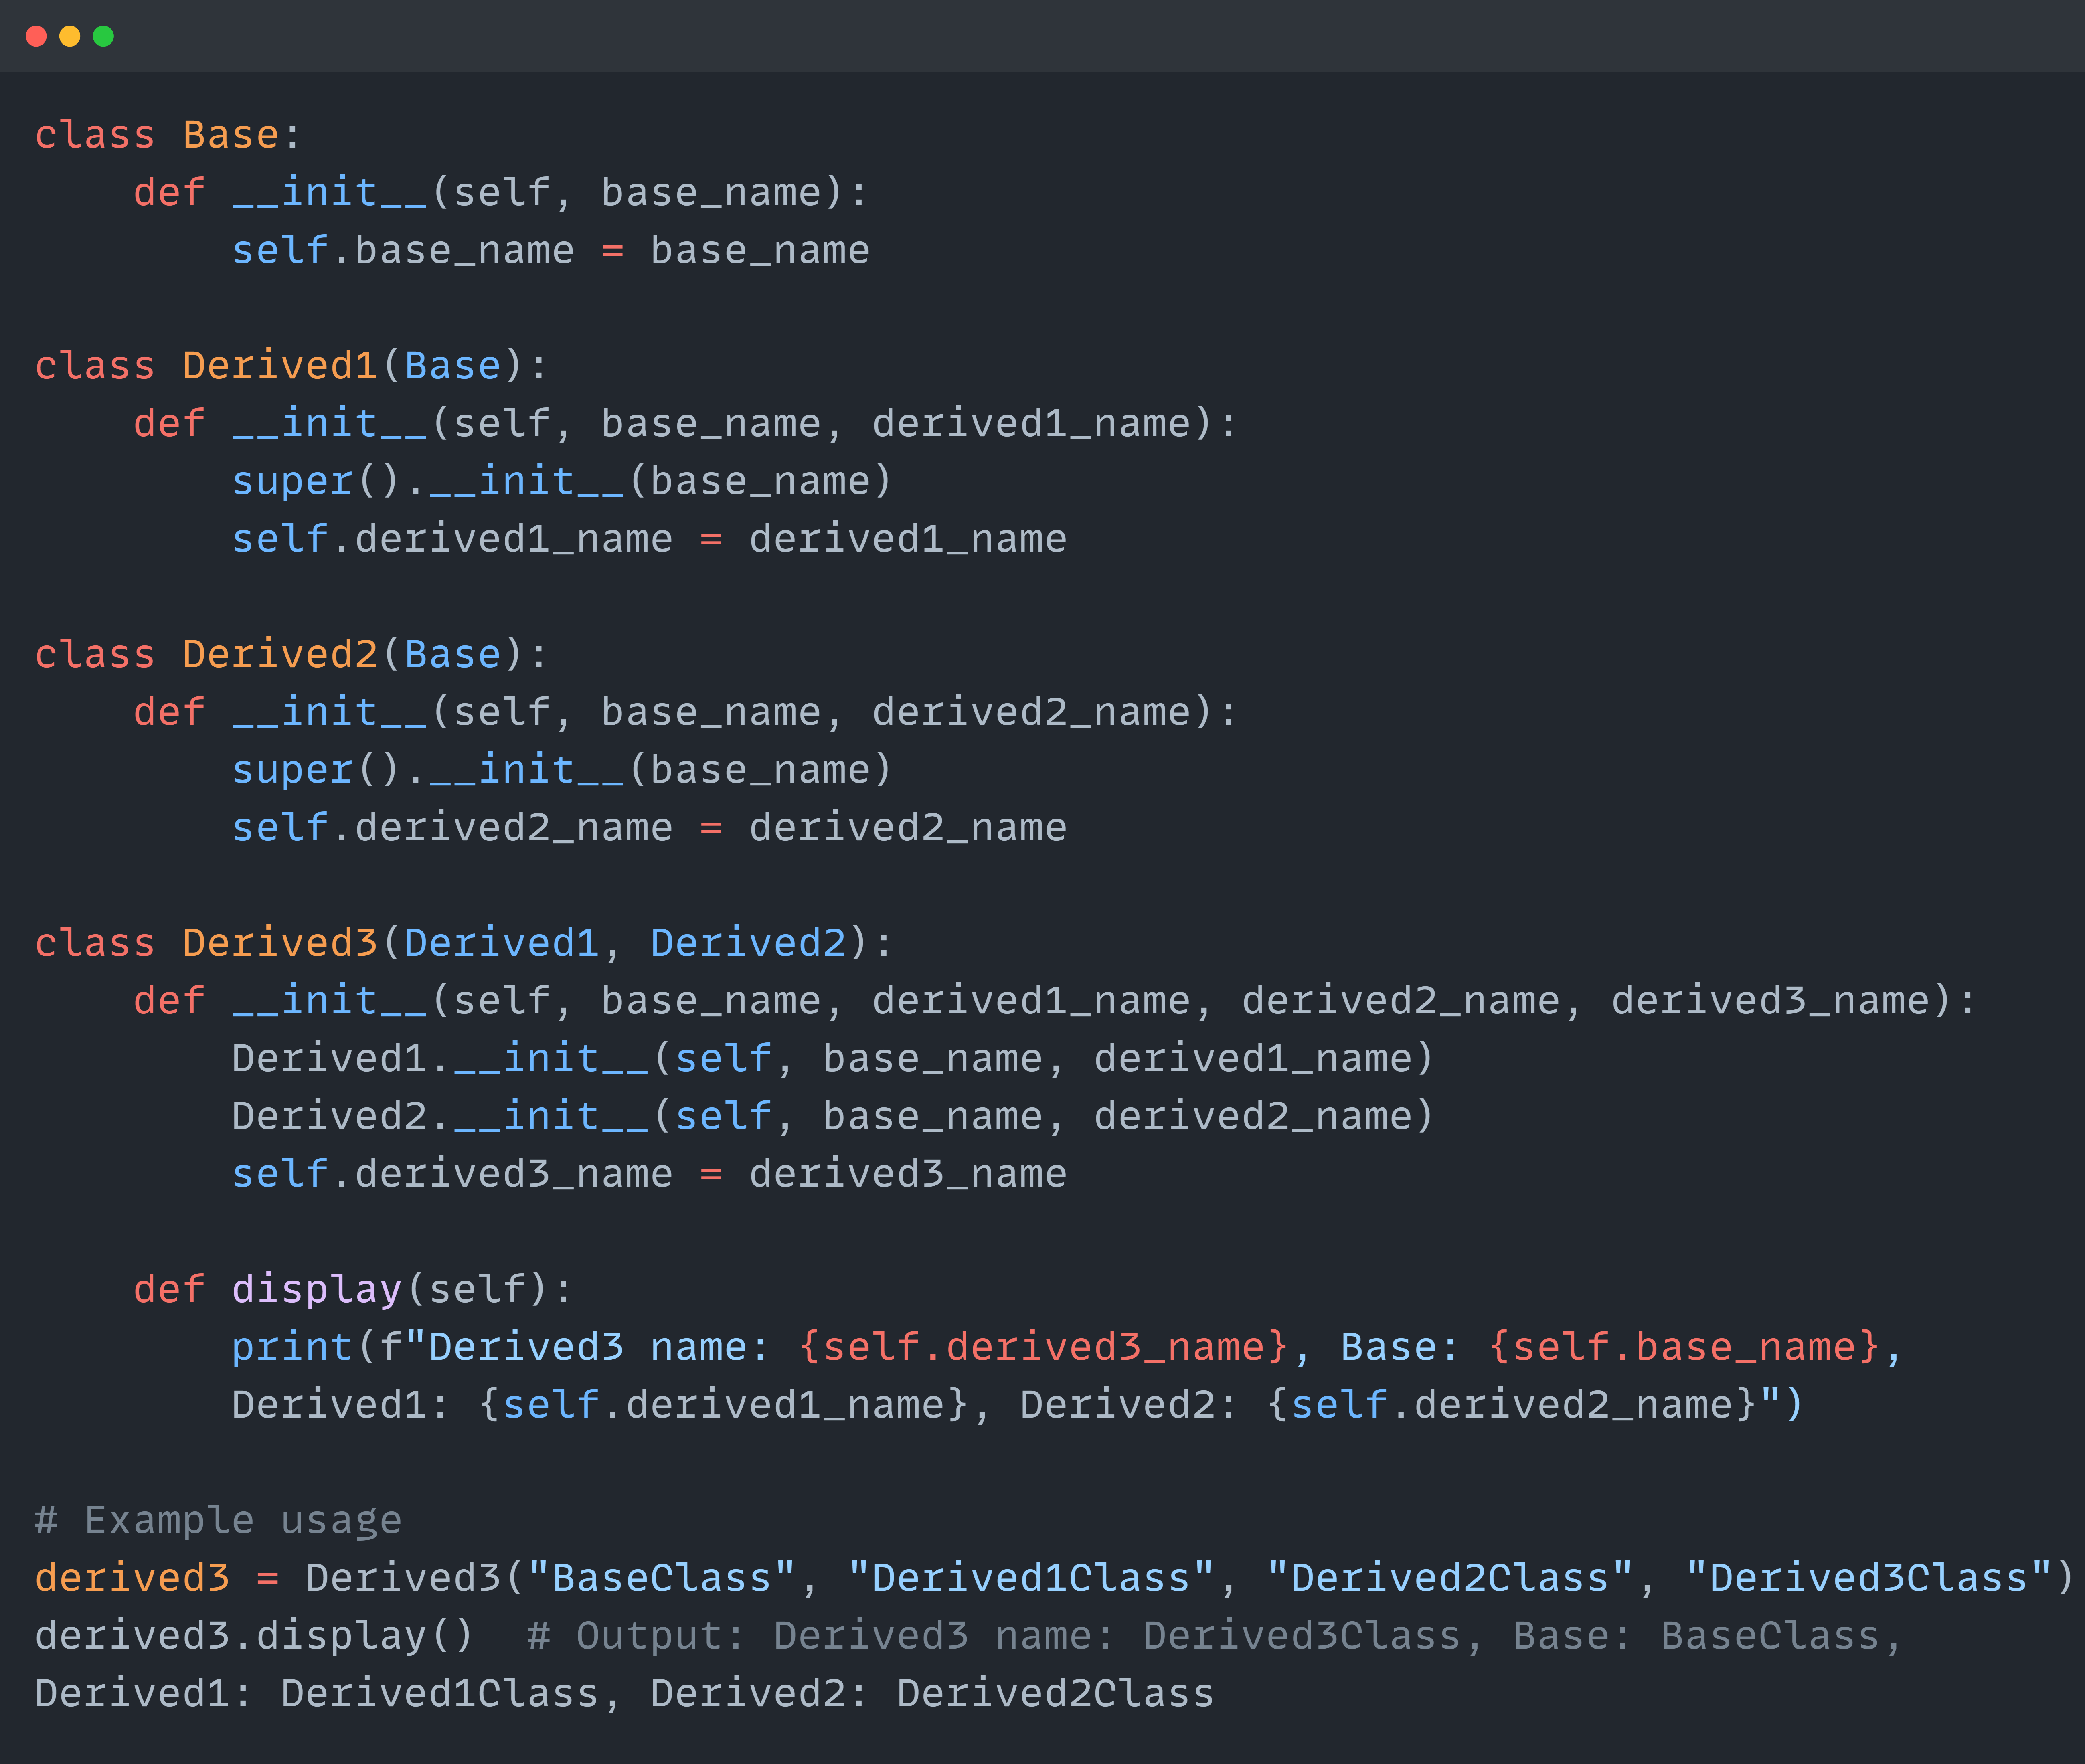 class Base:
    def __init__(self, base_name):
        self.base_name = base_name

class Derived1(Base):
    def __init__(self, base_name, derived1_name):
        super().__init__(base_name)
        self.derived1_name = derived1_name

class Derived2(Base):
    def __init__(self, base_name, derived2_name):
        super().__init__(base_name)
        self.derived2_name = derived2_name

class Derived3(Derived1, Derived2):
    def __init__(self, base_name, derived1_name, derived2_name, derived3_name):
        Derived1.__init__(self, base_name, derived1_name)
        Derived2.__init__(self, base_name, derived2_name)
        self.derived3_name = derived3_name

    def display(self):
        print(f"Derived3 name: {self.derived3_name}, Base: {self.base_name},
        Derived1: {self.derived1_name}, Derived2: {self.derived2_name}")

# Example usage
derived3 = Derived3("BaseClass", "Derived1Class", "Derived2Class", "Derived3Class")
derived3.display()  # Output: Derived3 name: Derived3Class, Base: BaseClass,
Derived1: Derived1Class, Derived2: Derived2Class